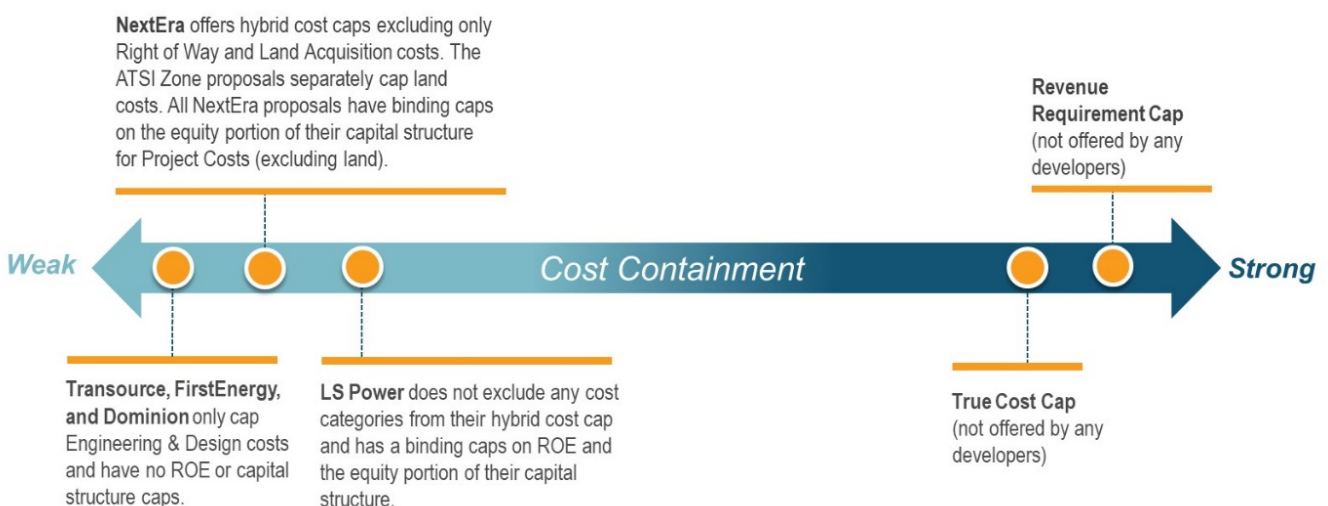 NextEra offers hybrid cost caps excluding only
Right of Way and Land Acquisition costs. The
ATSI Zone proposals separately cap land
costs. All NextEra proposals have binding caps
on the equity portion of their capital structure
for Project Costs (excluding land).
Revenue
Requirement Cap
(not offered by any
developers)
Weak
Cost Containment
Strong
Transource, FirstEnergy,
and Dominion only cap
Engineering & Design costs
and have no ROE or capital
structure caps.
LS Power does not exclude any cost
categories from their hybrid cost cap
and has a binding caps on ROE and
the equity portion of their capital
structure.
True Cost Cap
(not offered by any
developers)